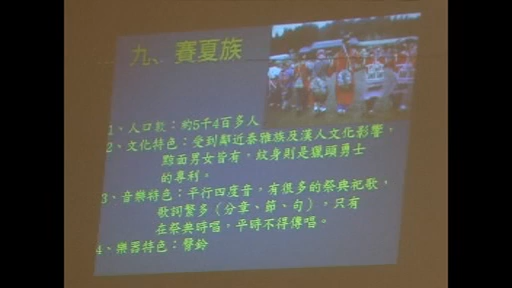 九、賽夏族
1、人口敦：約5千4百多人
2、文化特色：受到鄰近泰雅族及漢人文化影響，
黥面男女皆有，紋身則是獵頭勇士
的專利。
3、音樂特色：平行四度音，有很多的祭典祀歌，
歌詞繁多（分章、節、句），只有
在祭典時唱，平時不得傳唱。
4、樂器特色：臀鈴